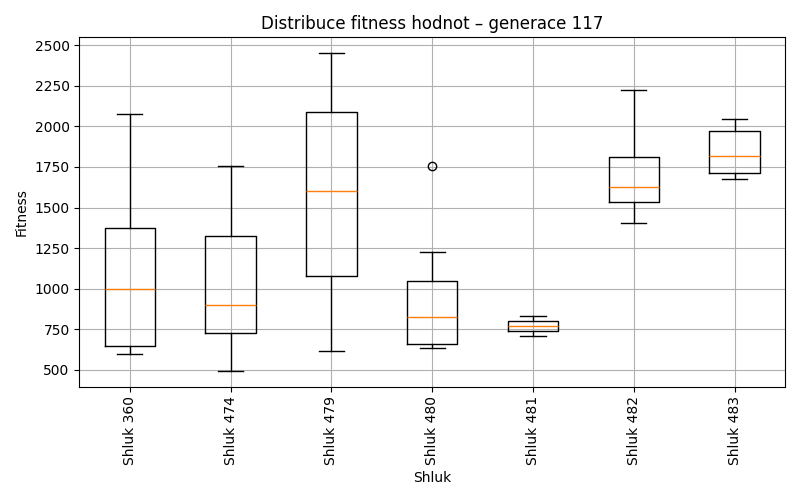 Distribuce fitness hodnot – generace 117
Fitness
2500
2250
2000
1750
1500
1250
1000
750
500
Shluk 360
Shluk 474
Shluk 479
Shluk 480
Shluk 481
Shluk 482
Shluk 483
Shluk